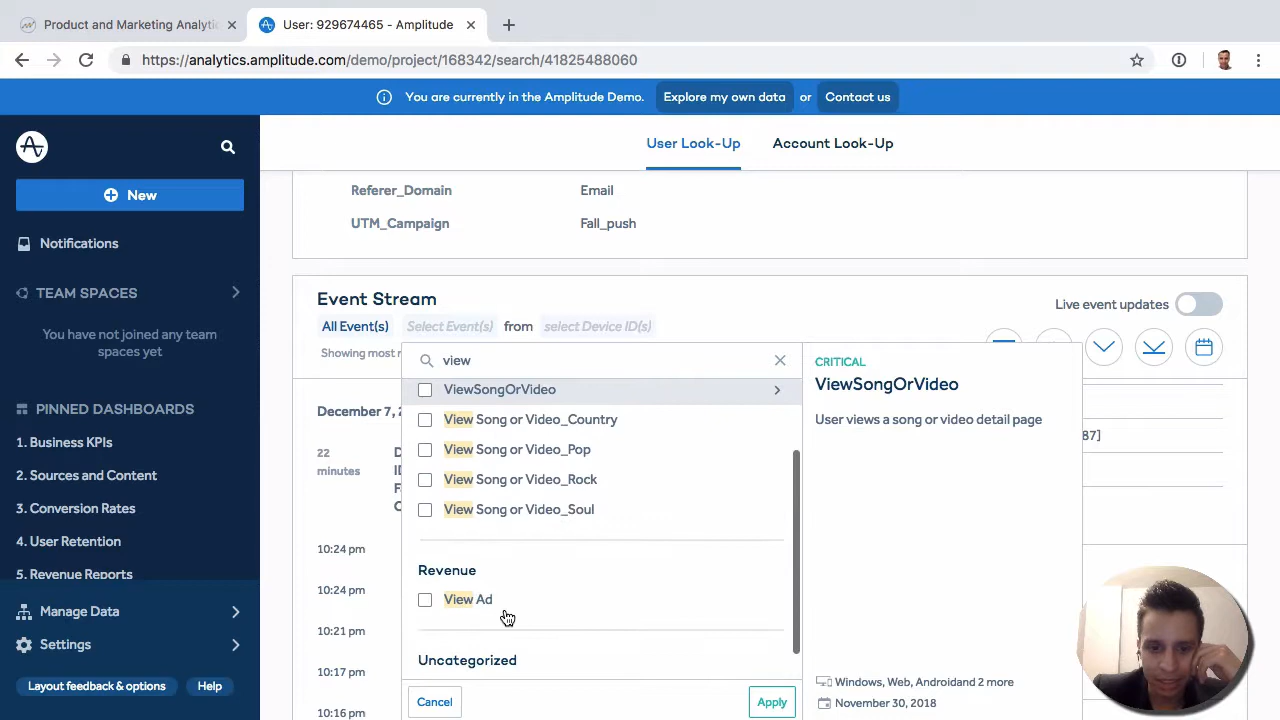 Product and Marketing Analyti
User: 929674465 - Amplitude
https://analytics.amplitude.com/demo/project/168342/search/41825488060
You are currently in the Amplitude Demo. Explore my own data or Contact us
User Look-Up
Account Look-Up
New
Notifications
TEAM SPACES
You have not joined any team
spaces yet
PINNED DASHBOARDS
1. Business KPIs
2. Sources and Content
3. Conversion Rates
4. User Retention
5. Revenue Reports
Manage Data
Settings
Layout feedback & options
Help
Referer_Domain Email
UTM_Campaign Fall_push
Event Stream
Live event updates
All Event(s) Select Event(s) from select Device ID(s)
Showing most r
December 7, 2
22
minutes
10:24 pm
10:24 pm
10:21 pm
10:17 pm
10:16 pm
view
ViewSongOrVideo
View Song or Video_Country
View Song or Video_Pop
View Song or Video_Rock
View Song or Video_Soul
Revenue
View Ad
Uncategorized
Cancel
Apply
CRITICAL
ViewSongOrVideo
User views a song or video detail page
Windows, Web, Androidand 2 more
November 30, 2018
87]